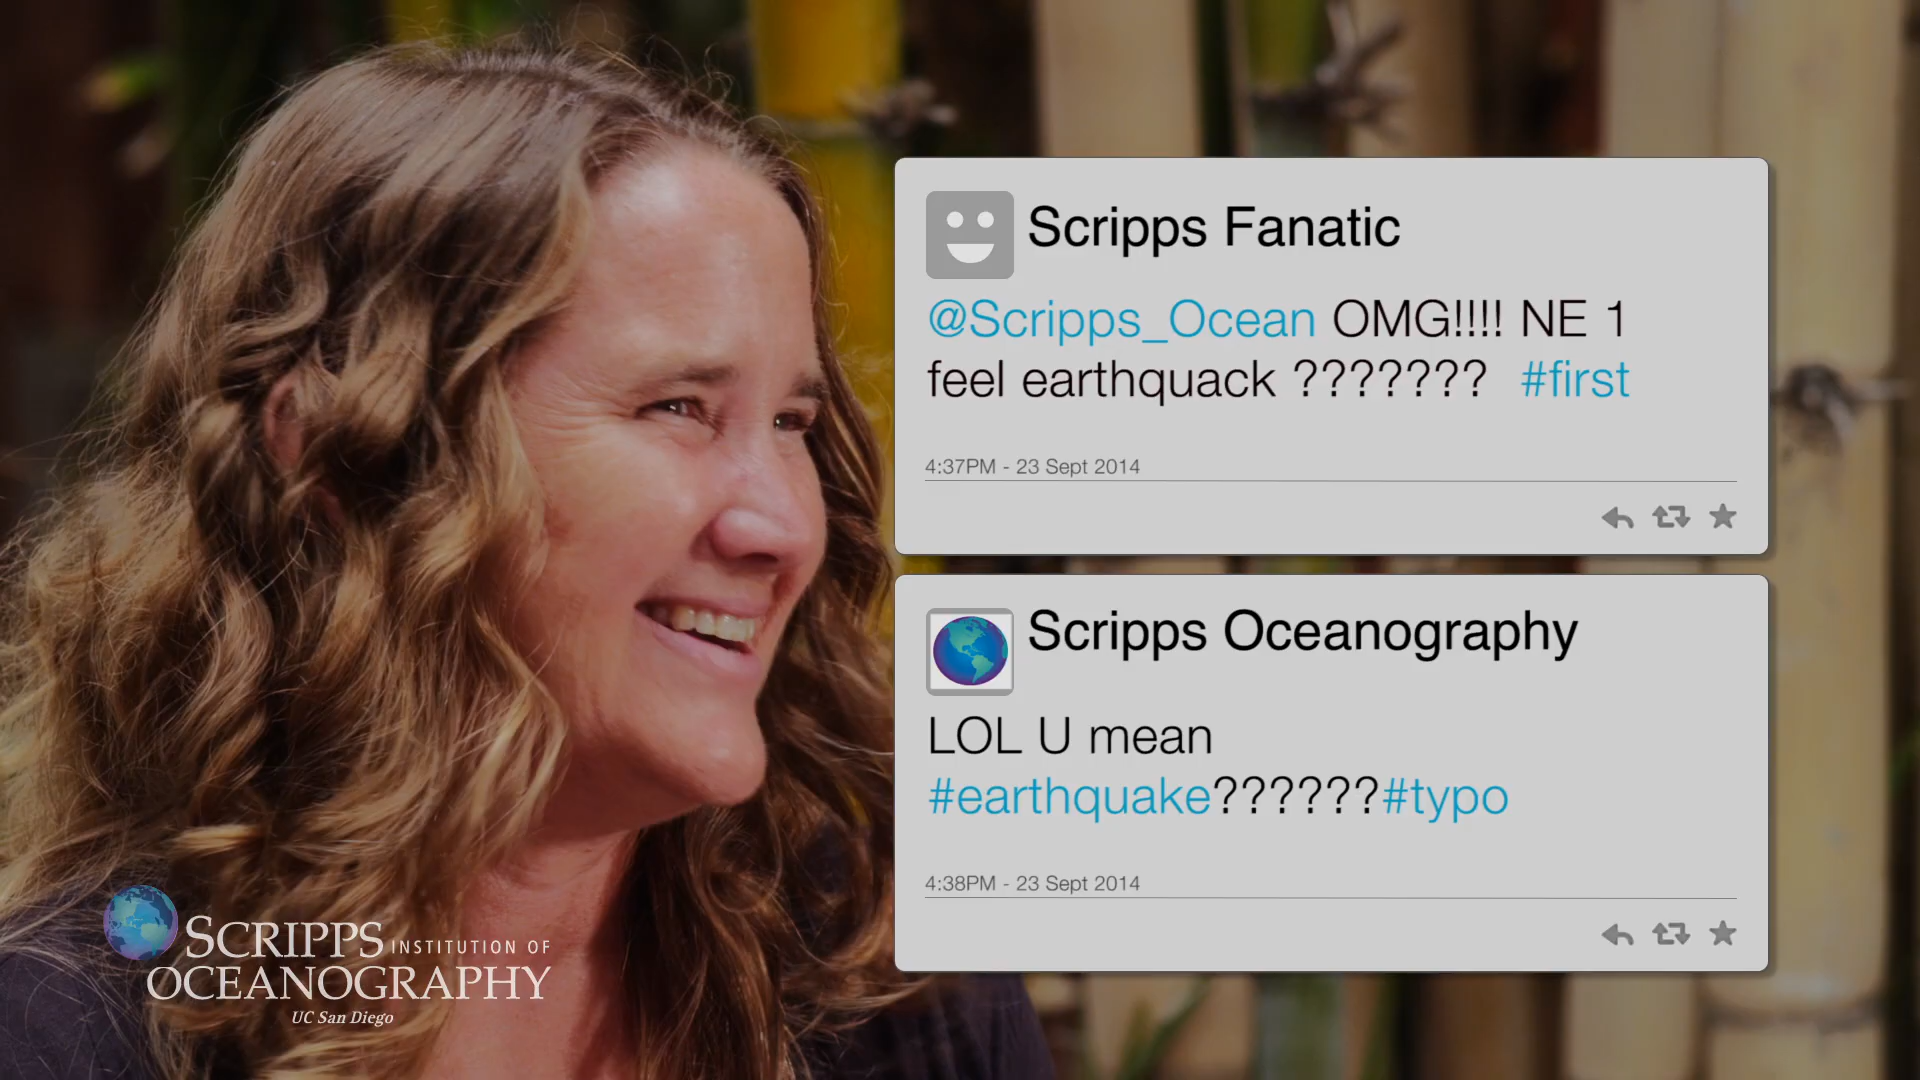 Scripps Fanatic
@Scripps_Ocean OMG!!!! NE 1
feel earthquack ??????? #first
4:37PM - 23 Sept 2014
Scripps Oceanography
LOL U mean
#earthquake??????#typo
4:38PM - 23 Sept 2014
SCRIPPS INSTITUTION OF
OCEANOGRAPHY
UC San Diego